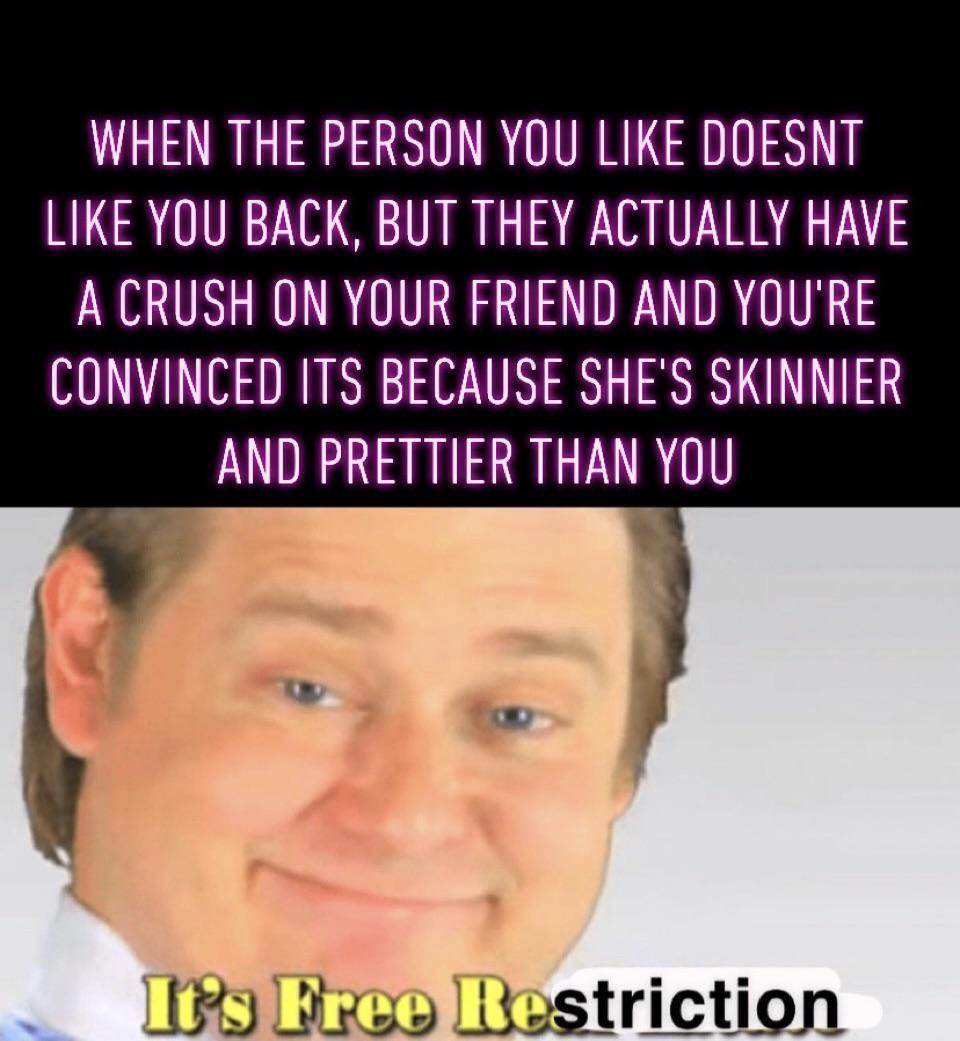 WHEN THE PERSON YOU LIKE DOESNT
LIKE YOU BACK, BUT THEY ACTUALLY HAVE
A CRUSH ON YOUR FRIEND AND YOU'RE
CONVINCED ITS BECAUSE SHE'S SKINNIER
AND PRETTIER THAN YOU
It's Free Restriction